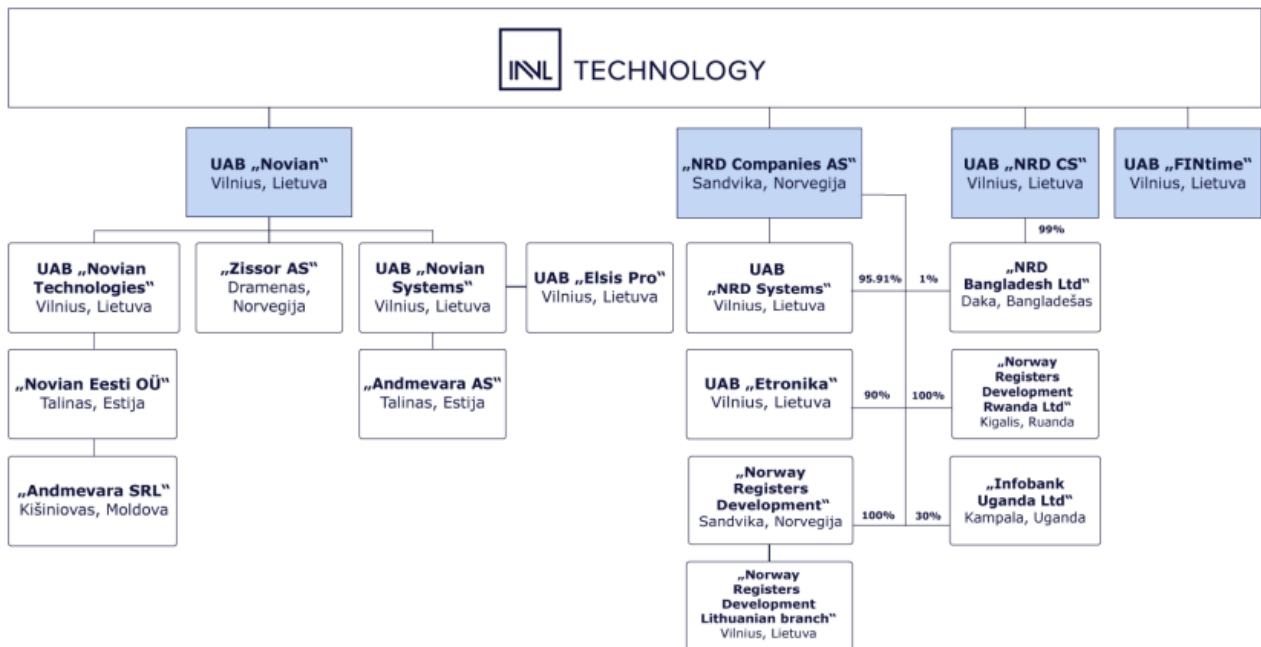 INVL TECHNOLOGY
UAB „Novian“
Vilnius, Lietuva
„NRD Companies AS“
Sandvika, Norvegija
UAB „NRD CS“
Vilnius, Lietuva
UAB „FINtime“
Vilnius, Lietuva
99%
UAB „Novian
Technologies“
Vilnius, Lietuva
„Zissor AS“
Dramenas,
Norvegija
UAB „Novian
Systems“
Vilnius, Lietuva
UAB „Elsis Pro“
Vilnius, Lietuva
UAB
„NRD Systems“
Vilnius, Lietuva
95.91%
1%
„NRD
Bangladesh Ltd“
Daka, Bangladešas
„Novian Eesti OÜ“
Talinas, Estija
„Andmevara AS“
Talinas, Estija
UAB „Etronika“
Vilnius, Lietuva
90%
100%
„Norway
Registers
Development
Rwanda Ltd“
Kigalis, Ruanda
„Andmevara SRL“
Kišiniovas, Moldova
„Norway
Registers
Development“
Sandvika, Norvegija
100%
30%
„Infobank
Uganda Ltd“
Kampala, Uganda
„Norway
Registers
Development
Lithuanian branch“
Vilnius, Lietuva